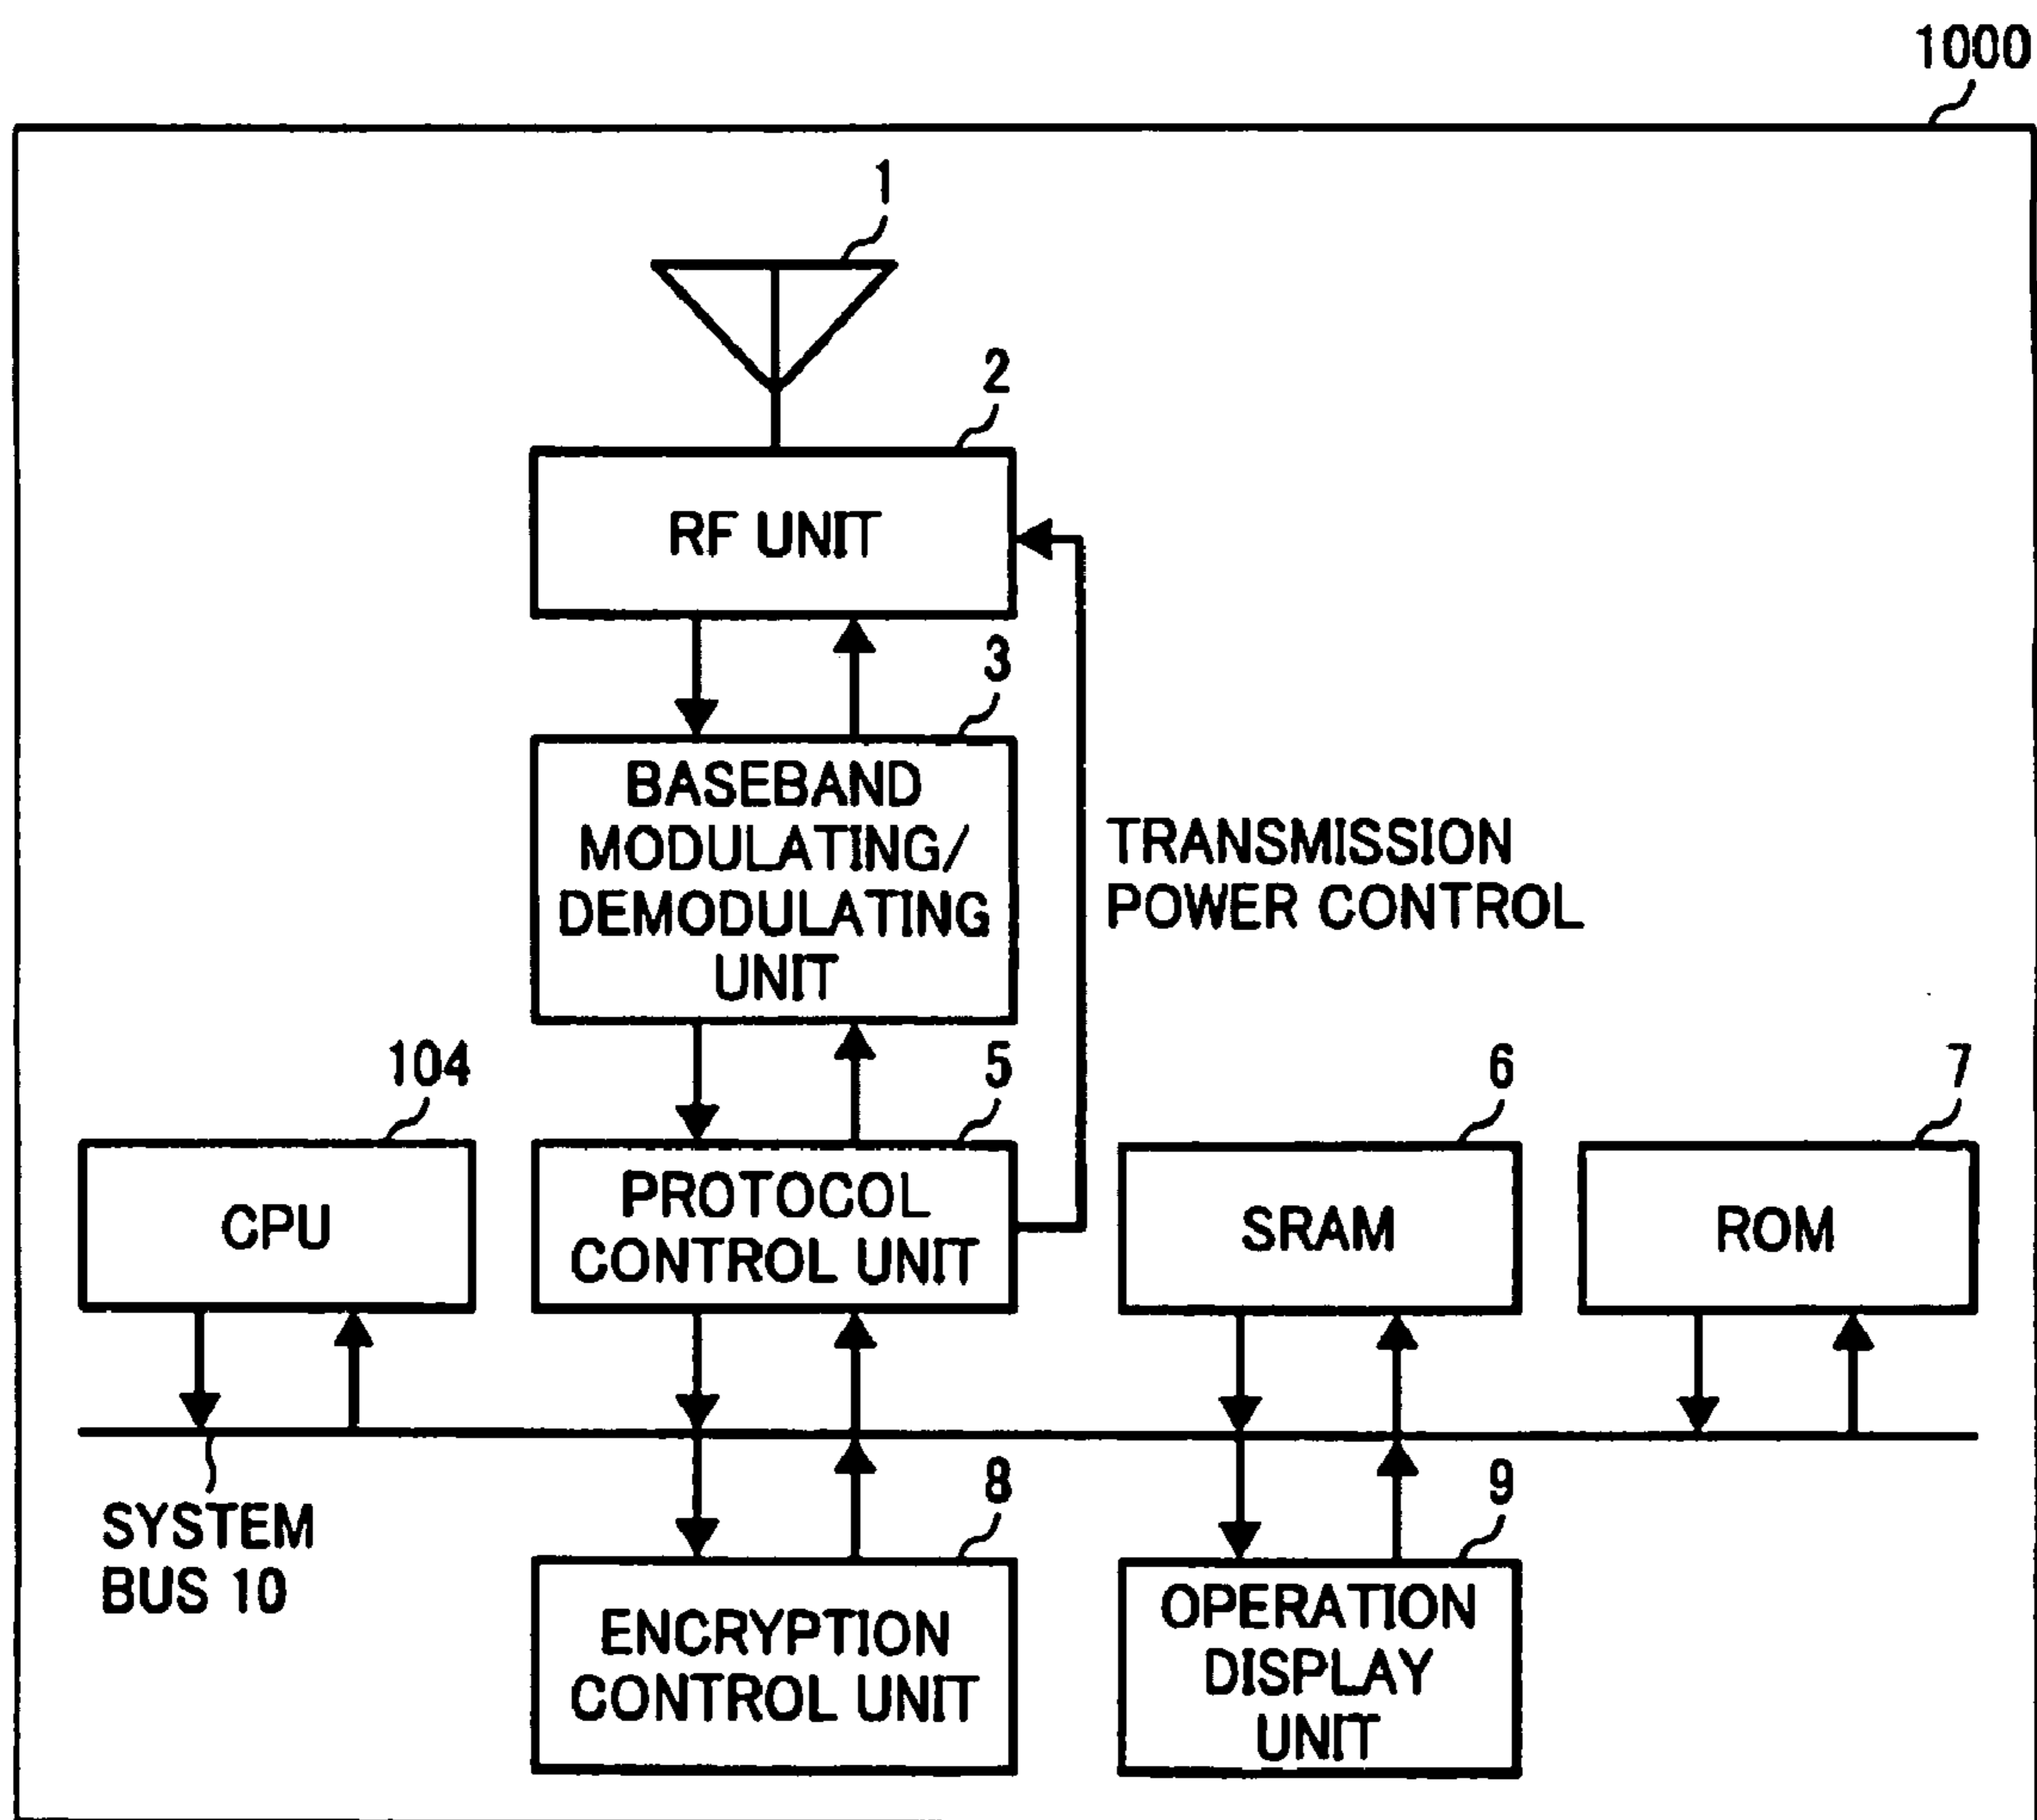 1000
1
2
RF UNIT
3
BASEBAND
MODULATING/
DEMODULATING
UNIT
TRANSMISSION
POWER CONTROL
104
CPU
5
PROTOCOL
CONTROL UNIT
6
SRAM
7
ROM
SYSTEM
BUS 10
8
ENCRYPTION
CONTROL UNIT
9
OPERATION
DISPLAY
UNIT